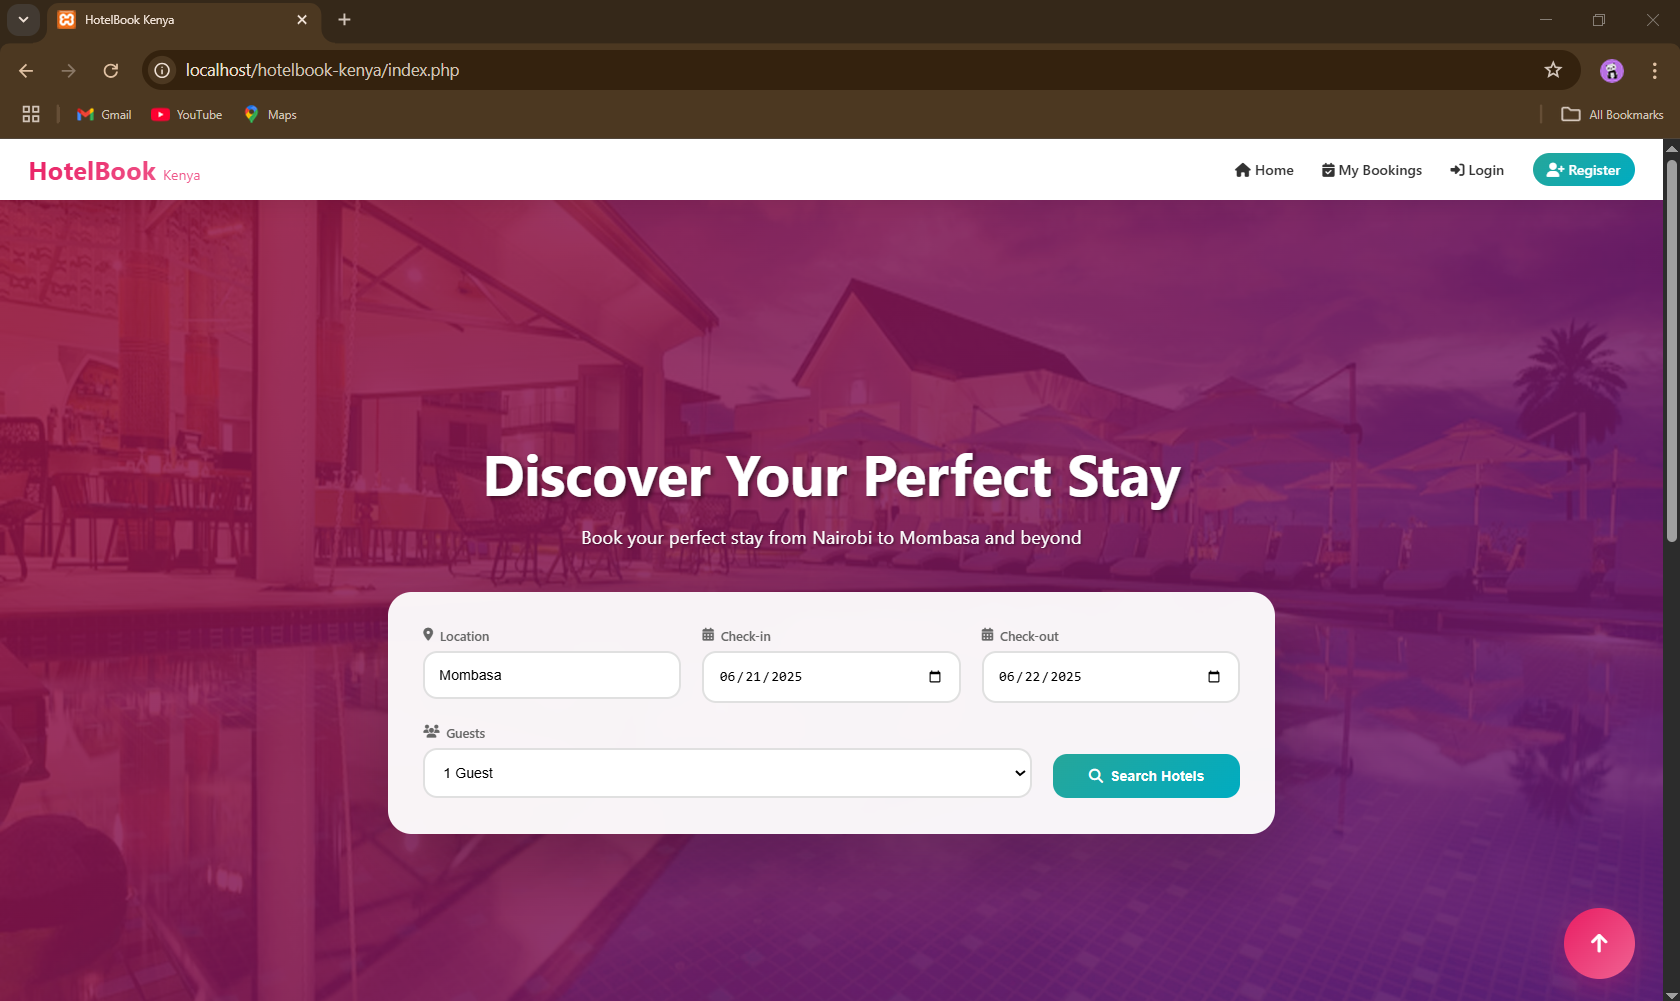 HotelBook Kenya
localhost/hotelbook-kenya/index.php
Gmail YouTube Maps All Bookmarks
HotelBook Kenya Home My Bookings Login Register
Discover Your Perfect Stay
Book your perfect stay from Nairobi to Mombasa and beyond
Location Check-in Check-out
Mombasa 06/21/2025 06/22/2025
Guests
1 Guest Search Hotels